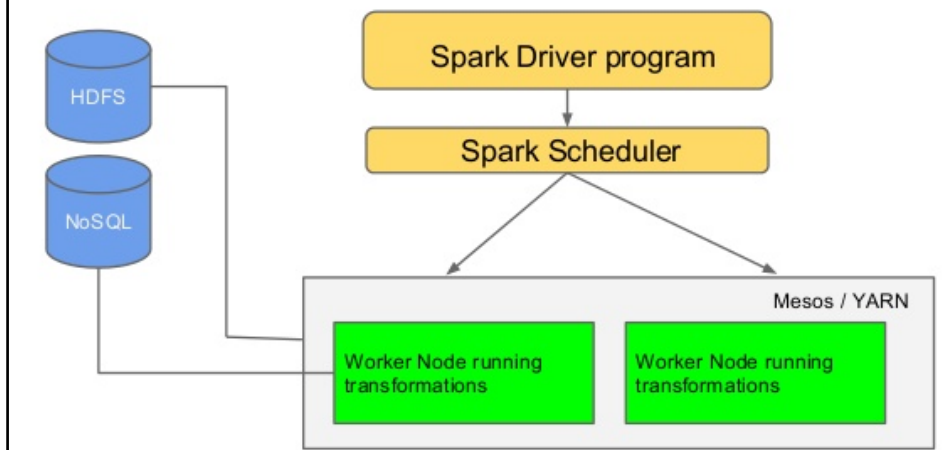 Spark Driver program
HDFS
Spark Scheduler
NoSQL
Mesos / YARN
Worker Node running
transformations
Worker Node running
transformations